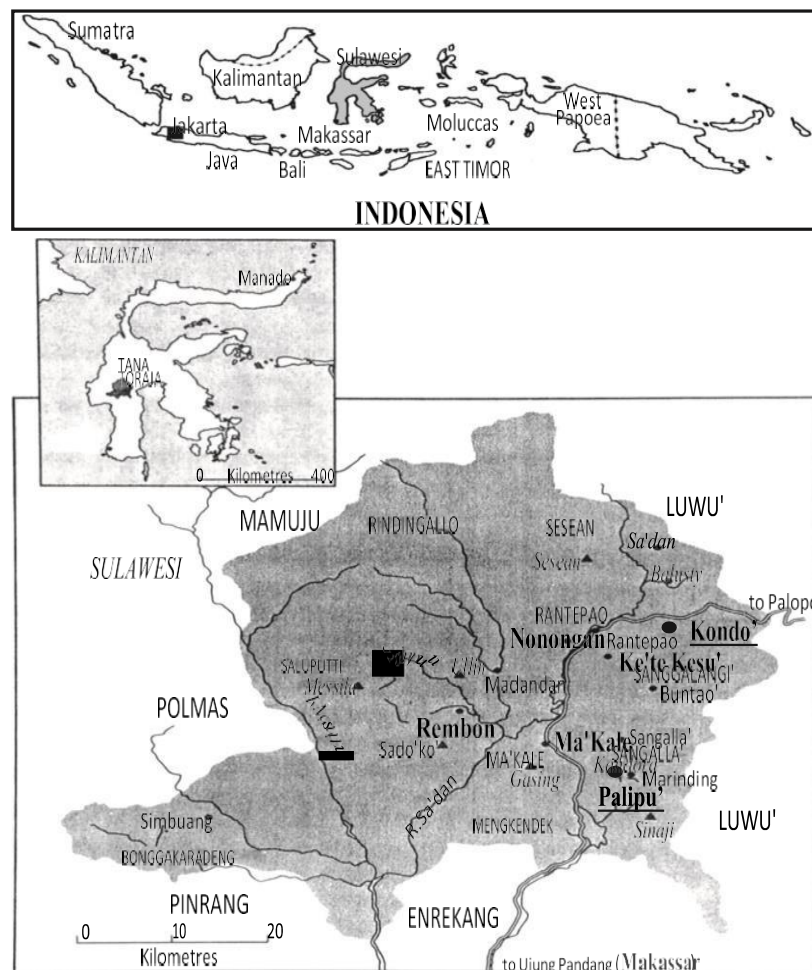 Sumatra
Sulawesi
Kalimantan
West
Papoea
Jakarta
Makassar
Moluccas
Java
Bali
EAST TIMOR
INDONESIA
KALIMANTAN
Manado
TANA
TORAJA
0 Kilometres 400
MAMUJU
RINDINGALLO
SESEAN
LUWU'
Sa'dan
SULAWESI
Sesean
Balusty
to Palopo
RANTEPAO
Nonongan
Rantepao
Kondo'
Ke'te Kesu'
SALUPUTTI
Messila
Madandan
SANGGALANGI'
Buntao'
POLMAS
Rembon
Ma'Kale
Sangalla'
SANGALLA'
Sado'ko'
MA'KALE
Gasing
Marinding
Palipu'
R.Sa'dan
Simbuang
MENGKENDEK
Sinaji
LUWU'
BONGGAKARADENG
PINRANG
ENREKANG
0 10 20
Kilometres
to Ujung Pandang (Makassar